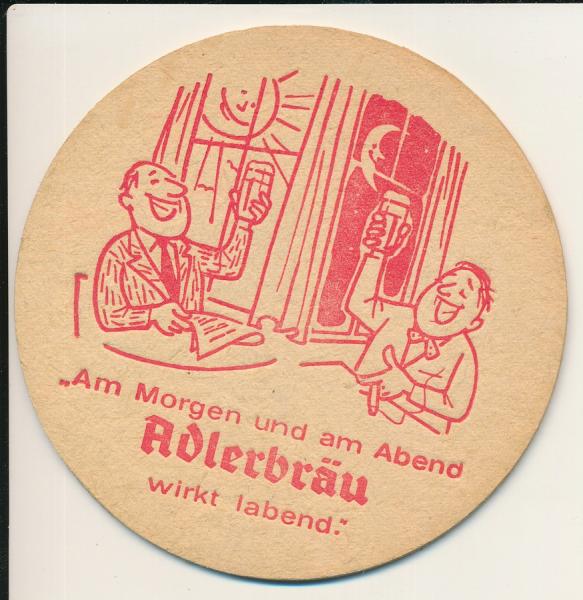 „Am Morgen und am Abend
Adlerbräu
wirkt labend.“